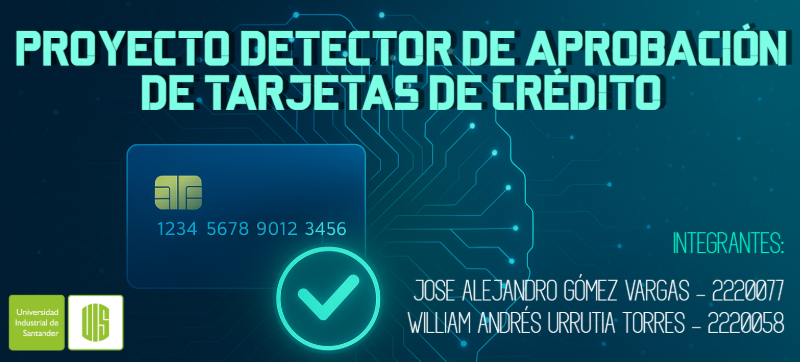 PROYECTO DETECTOR DE APROBACIÓN
DE TARJETAS DE CRÉDITO
1234 5678 9012 3456
INTEGRANTES:
JOSE ALEJANDRO GÓMEZ VARGAS - 2220077
WILLIAM ANDRÉS URRUTIA TORRES - 2220058
Universidad
Industrial de
Santander
UIS